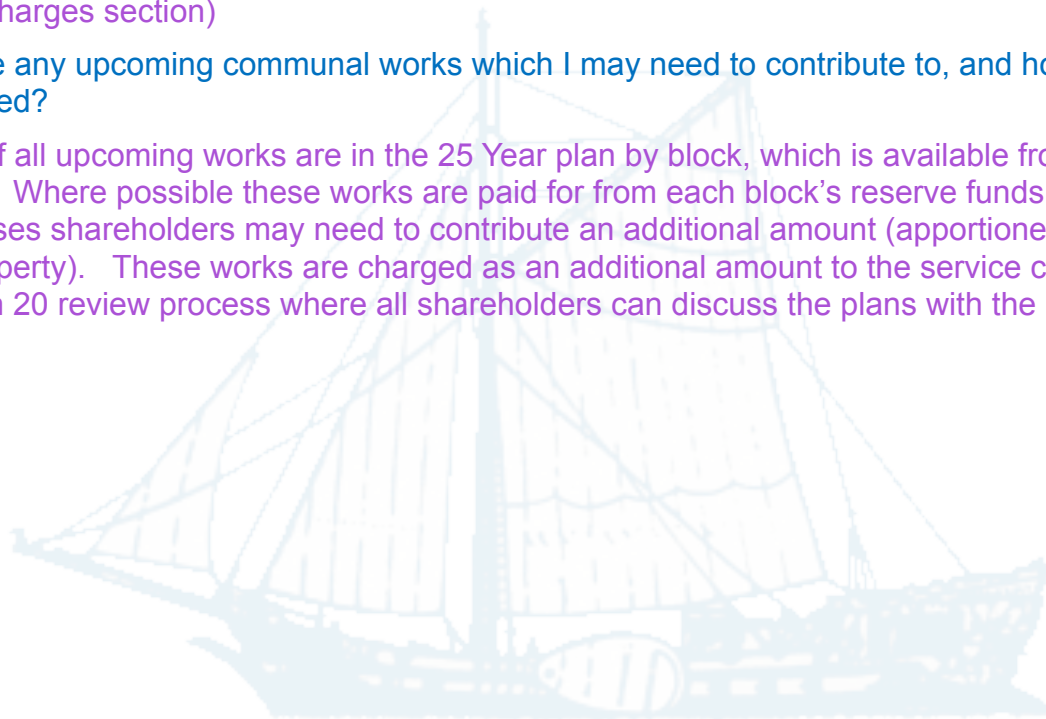 harges section)
e any upcoming communal works which I may need to contribute to, and ho
ed?
f all upcoming works are in the 25 Year plan by block, which is available fro
Where possible these works are paid for from each block's reserve funds
ses shareholders may need to contribute an additional amount (apportione
perty). These works are charged as an additional amount to the service c
n 20 review process where all shareholders can discuss the plans with the